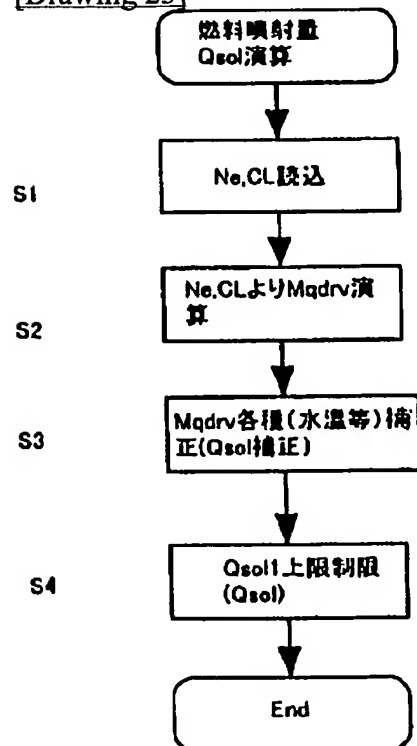 [Drawing 25]
燃料噴射量
Qsol演算
S1
Ne,CL読込
S2
Ne,CLよりMqdrv演
算
S3
Mqdrv各種(水温等)補
正(Qsol補正)
S4
Qsol1上限制限
(Qsol)
End